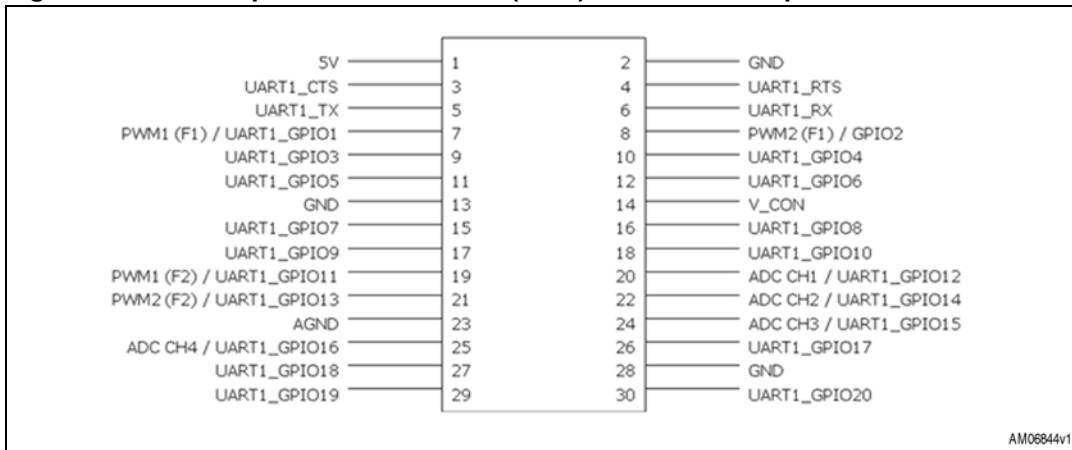 5V 1 2 GND
UART1_CTS 3 4 UART1_RTS
UART1_TX 5 6 UART1_RX
PWM1 (F1) / UART1_GPIO1 7 8 PWM2 (F1) / GPIO2
UART1_GPIO3 9 10 UART1_GPIO4
UART1_GPIO5 11 12 UART1_GPIO6
GND 13 14 V_CON
UART1_GPIO7 15 16 UART1_GPIO8
UART1_GPIO9 17 18 UART1_GPIO10
PWM1 (F2) / UART1_GPIO11 19 20 ADC CH1 / UART1_GPIO12
PWM2 (F2) / UART1_GPIO13 21 22 ADC CH2 / UART1_GPIO14
AGND 23 24 ADC CH3 / UART1_GPIO15
ADC CH4 / UART1_GPIO16 25 26 UART1_GPIO17
UART1_GPIO18 27 28 GND
UART1_GPIO19 29 30 UART1_GPIO20
AM06844v1